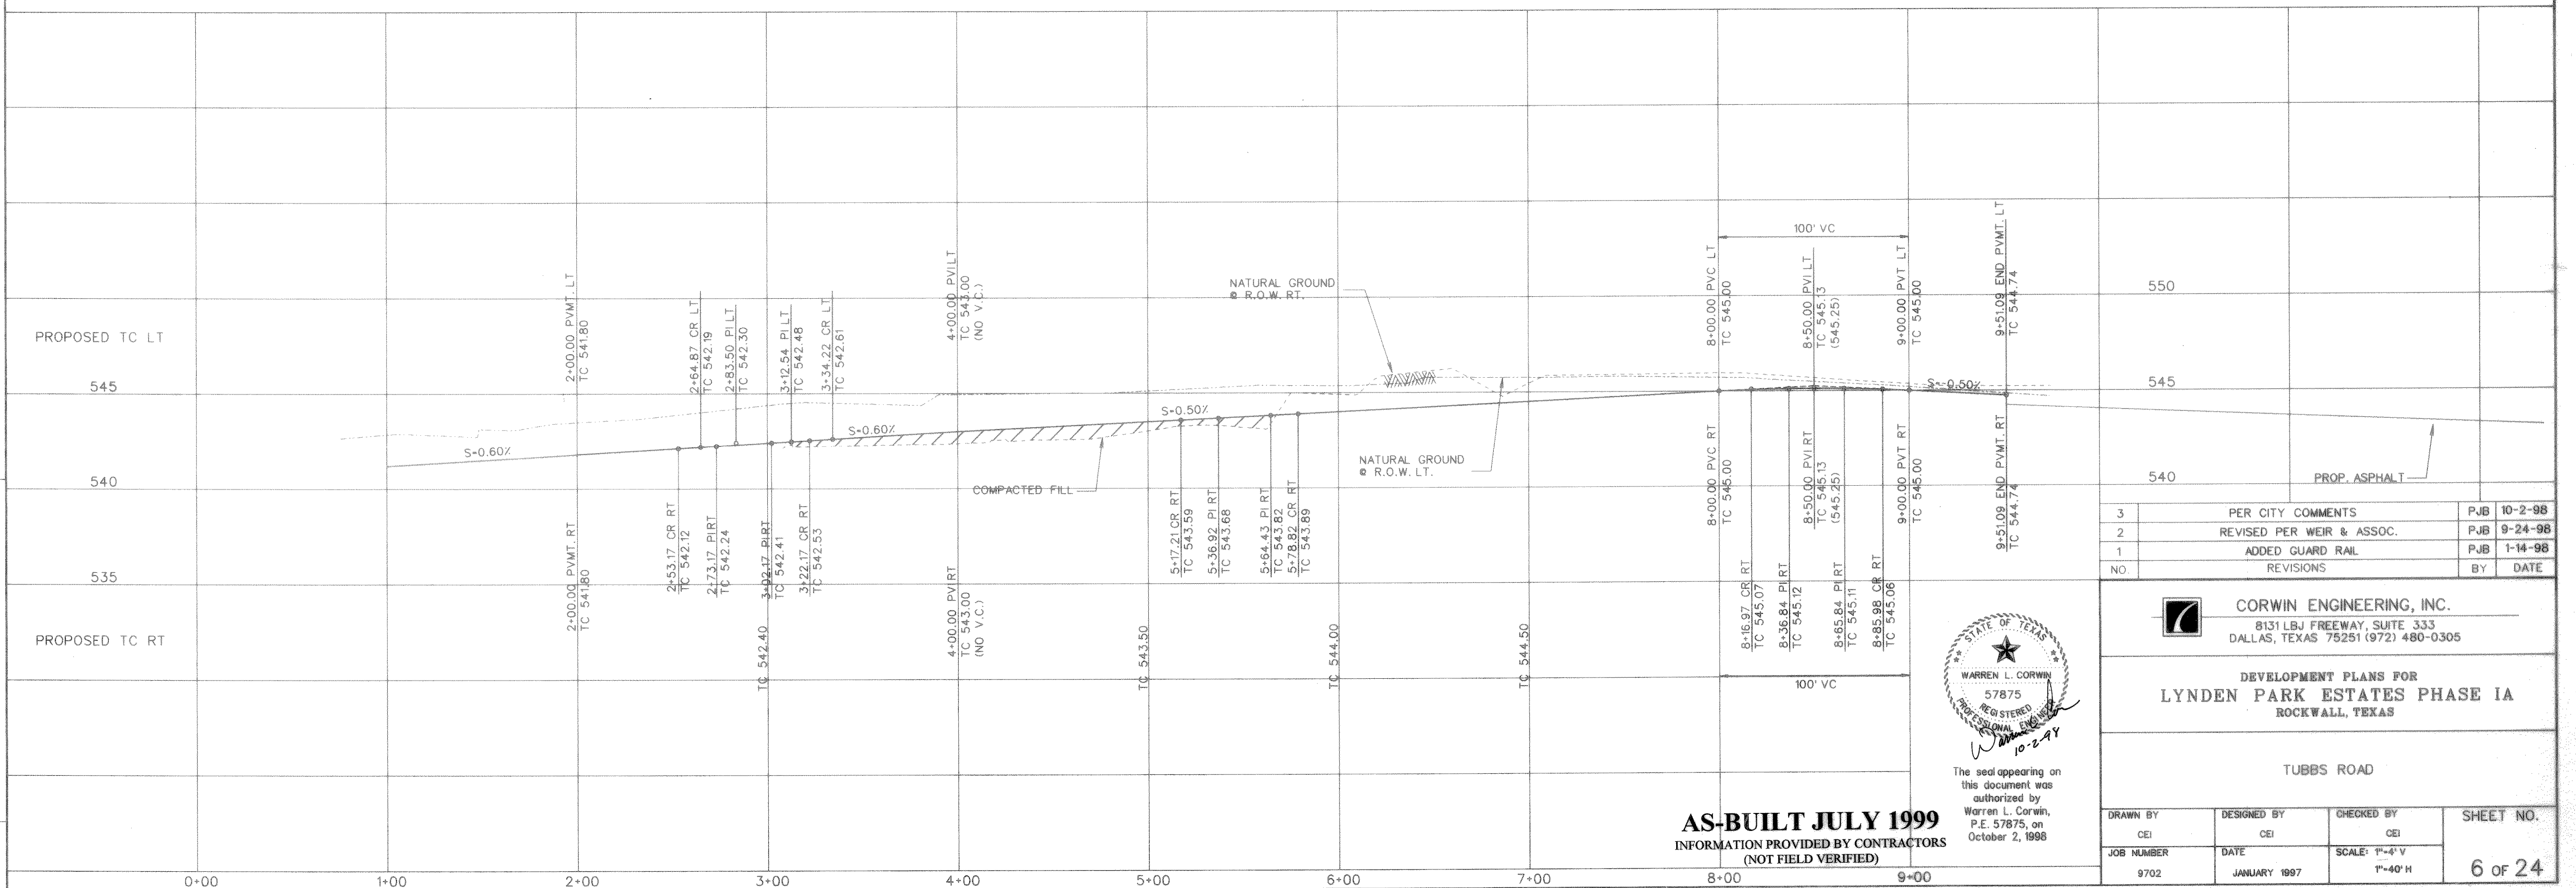 PROPOSED TC LT
PROPOSED TC RT
545
540
535
550
545
540
2+00.00 PVMT. LT
TC 541.80
2+64.87 CR LT
TC 542.19
2+83.50 PI LT
TC 542.30
3+12.54 PI LT
TC 542.48
3+34.22 CR LT
TC 542.61
4+00.00 PVI LT
TC 543.00
(NO V.C.)
NATURAL GROUND
@ R.O.W. RT.
100' VC
8+00.00 PVC LT
TC 545.00
8+50.00 PVI LT
TC 545.13
(545.25)
9+00.00 PVT LT
TC 545.00
9+51.09 END PVMT. LT
TC 544.74
S=0.60%
S=0.60%
S=0.50%
S=-0.50%
COMPACTED FILL
NATURAL GROUND
@ R.O.W. LT.
PROP. ASPHALT
2+00.00 PVMT. RT
TC 541.80
2+53.17 CR RT
TC 542.12
2+73.17 PI RT
TC 542.24
3+02.17 PI RT
TC 542.41
3+22.17 CR RT
TC 542.53
TC 542.40
4+00.00 PVI RT
TC 543.00
(NO V.C.)
TC 543.50
5+17.21 CR RT
TC 543.59
5+36.92 PI RT
TC 543.68
5+64.43 PI RT
TC 543.82
5+78.82 CR RT
TC 543.89
TC 544.00
TC 544.50
8+00.00 PVC RT
TC 545.00
8+16.97 CR RT
TC 545.07
8+36.84 PI RT
TC 545.12
8+50.00 PVI RT
TC 545.13
(545.25)
8+65.84 PI RT
TC 545.11
8+85.98 CR RT
TC 545.06
9+00.00 PVT RT
TC 545.00
9+51.09 END PVMT. RT
TC 544.74
100' VC
0+00
1+00
2+00
3+00
4+00
5+00
6+00
7+00
8+00
9+00
STATE OF TEXAS
WARREN L. CORWIN
57875
REGISTERED
PROFESSIONAL ENGINEER
10-2-98
The seal appearing on
this document was
authorized by
Warren L. Corwin,
P.E. 57875, on
October 2, 1998
AS-BUILT JULY 1999
INFORMATION PROVIDED BY CONTRACTORS
(NOT FIELD VERIFIED)
3 PER CITY COMMENTS PJB 10-2-98
2 REVISED PER WEIR & ASSOC. PJB 9-24-98
1 ADDED GUARD RAIL PJB 1-14-98
NO. REVISIONS BY DATE
CORWIN ENGINEERING, INC.
8131 LBJ FREEWAY, SUITE 333
DALLAS, TEXAS 75251 (972) 480-0305
DEVELOPMENT PLANS FOR
LYNDEN PARK ESTATES PHASE IA
ROCKWALL, TEXAS
TUBBS ROAD
DRAWN BY DESIGNED BY CHECKED BY SHEET NO.
CEI CEI CEI
JOB NUMBER DATE SCALE: 1"=4' V
9702 JANUARY 1997 1"=40' H
6 OF 24